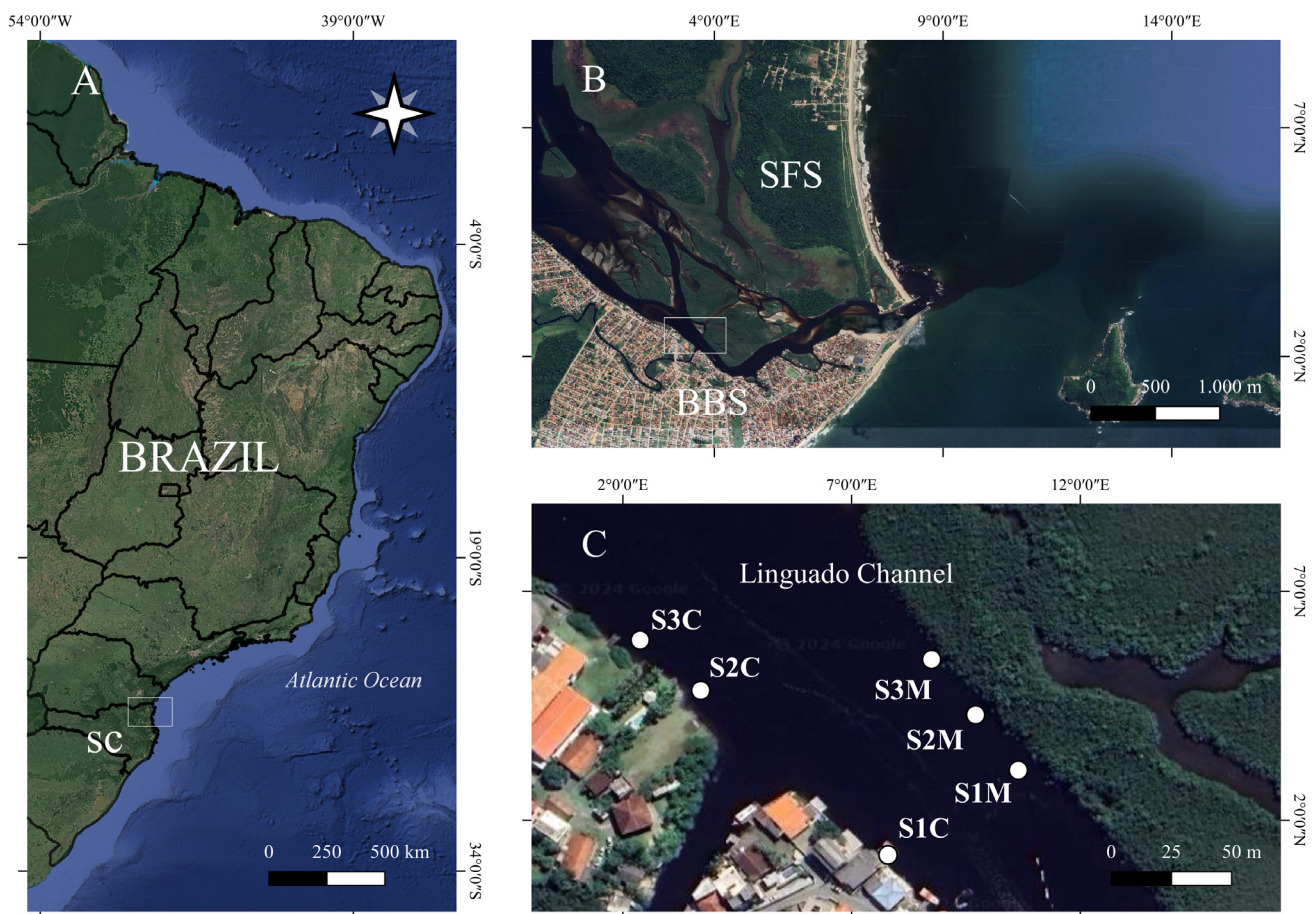 54°0'0"W 39°0'0"W
A
4°0'0"S
BRAZIL
19°0'0"S
Atlantic Ocean
SC
0 250 500 km
34°0'0"S
4°0'0"E 9°0'0"E 14°0'0"E
B
7°0'0"N
SFS
2°0'0"N
0 500 1.000 m
BBS
2°0'0"E 7°0'0"E 12°0'0"E
C
Linguado Channel
© 2024 Google
7°0'0"N
S3C
© 2024 Google
S2C
S3M
S2M
S1M
2°0'0"N
S1C
0 25 50 m